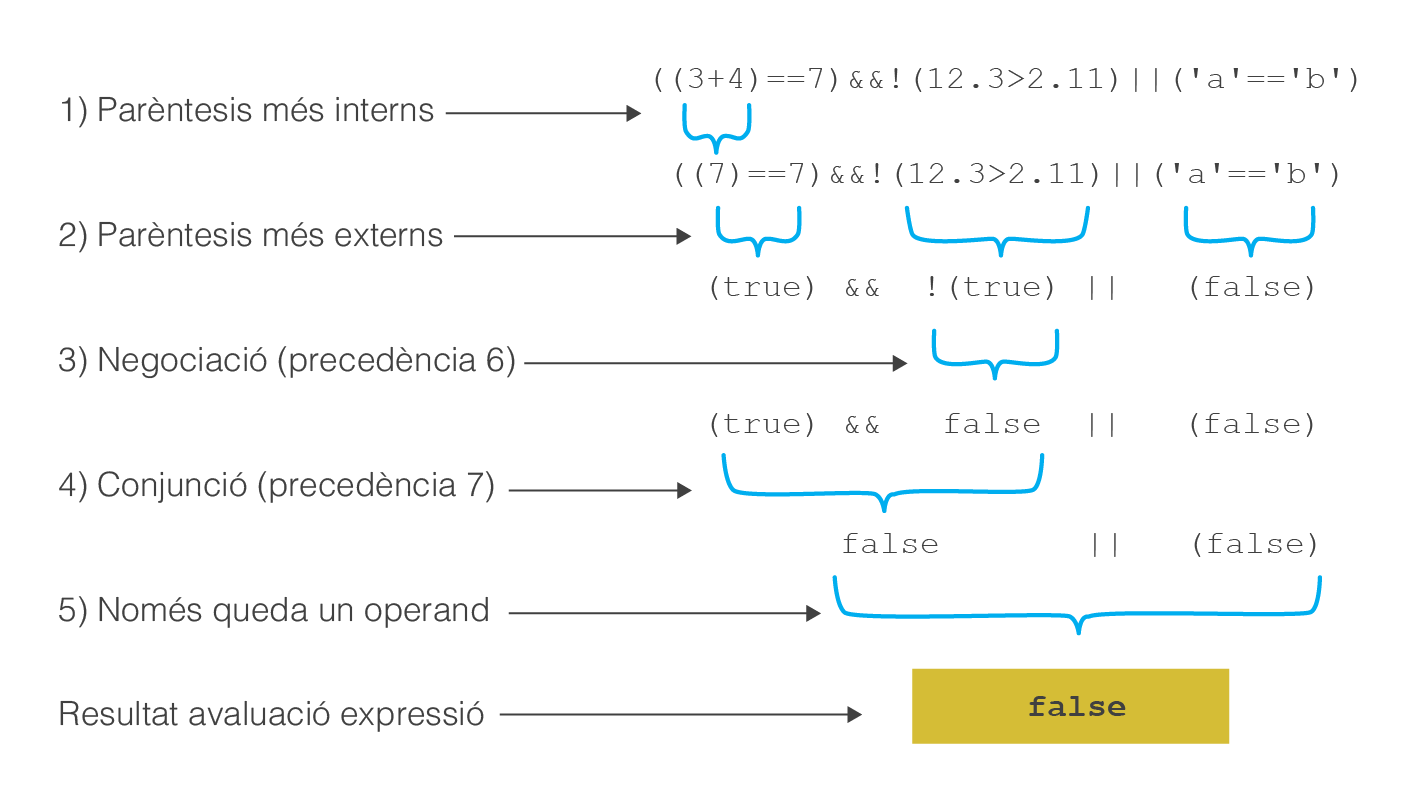 ((3+4)==7)&&!(12.3>2.11)||('a'=='b')
1) Parèntesis més interns
((7)==7)&&!(12.3>2.11)||('a'=='b')
2) Parèntesis més externs
(true) && !(true) || (false)
3) Negociació (precedència 6)
(true) && false || (false)
4) Conjunció (precedència 7)
false || (false)
5) Només queda un operand
Resultat avaluació expressió
false